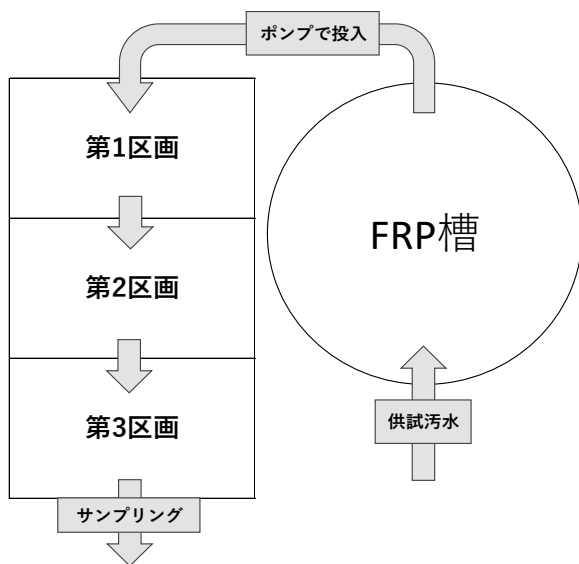 ポンプで投入
第1区画
FRP槽
第2区画
第3区画
供試汚水
サンプリング